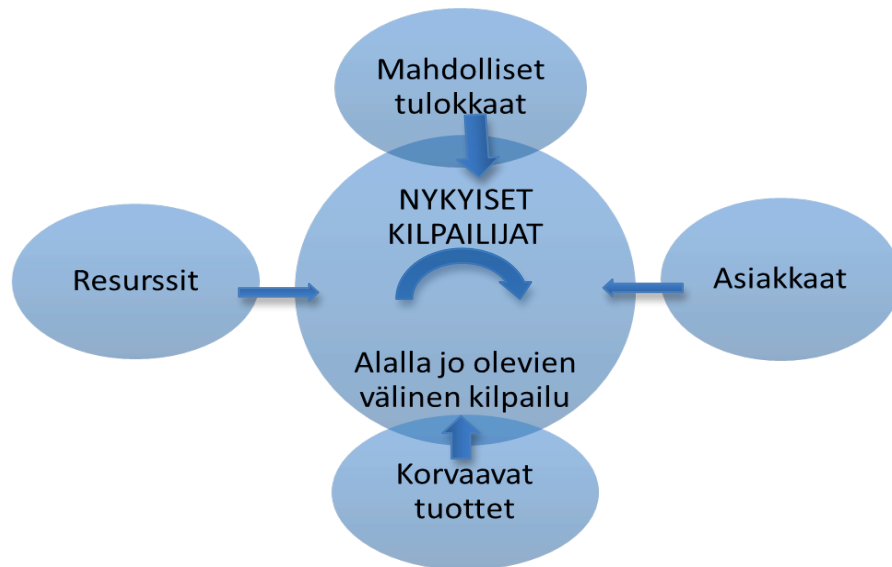 Mahdolliset
tulokkaat
NYKYISET
KILPAILIJAT
Resurssit
Asiakkaat
Alalla jo olevien
välinen kilpailu
Korvaavat
tuottet